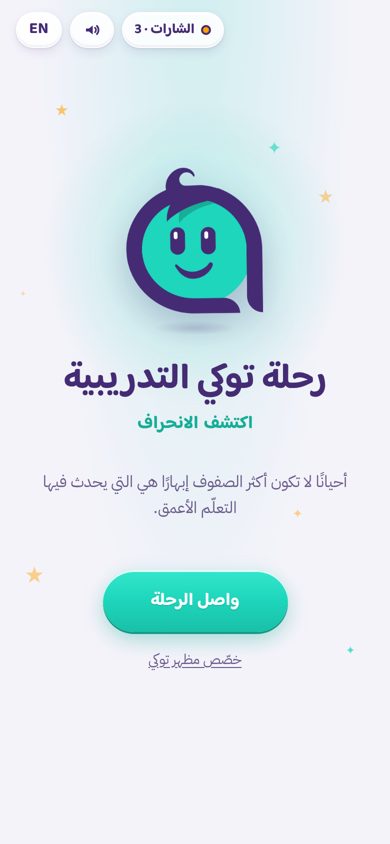 الشارات · 3
EN
رحلة توكي التدريبية
اكتشف الانحراف
أحيانًا لا تكون أكثر الصفوف إبهارًا هي التي يحدث فيها
التعلّم الأعمق.
واصل الرحلة
خصّص مظهر توكي